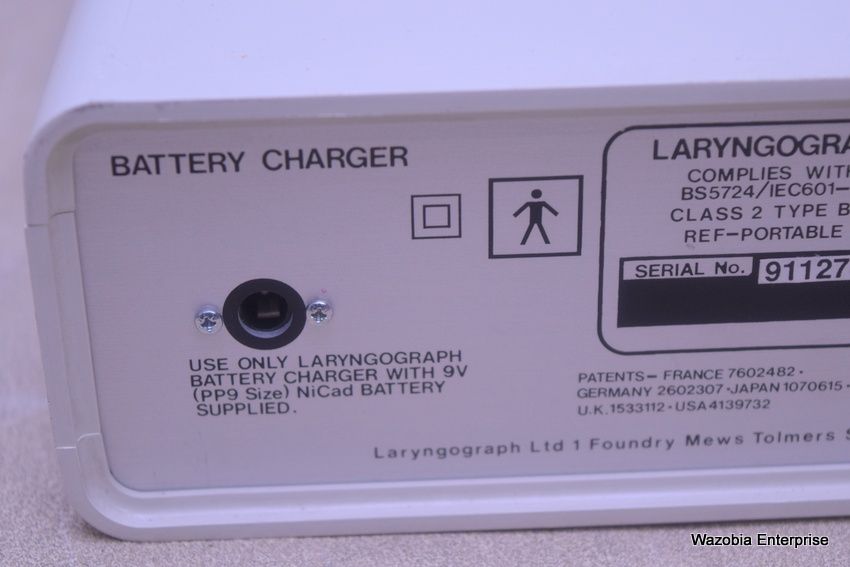 BATTERY CHARGER
LARYNGOGRA
COMPLIES WITH
BS5724/IEC601-
CLASS 2 TYPE B
REF-PORTABLE
SERIAL No. 91127
USE ONLY LARYNGOGRAPH
BATTERY CHARGER WITH 9V
(PP9 Size) NiCad BATTERY
SUPPLIED.
PATENTS- FRANCE 7602482 ·
GERMANY 2602307 · JAPAN 1070615 ·
U.K. 1533112 · USA 4139732
Laryngograph Ltd 1 Foundry Mews Tolmers S
Wazobia Enterprise